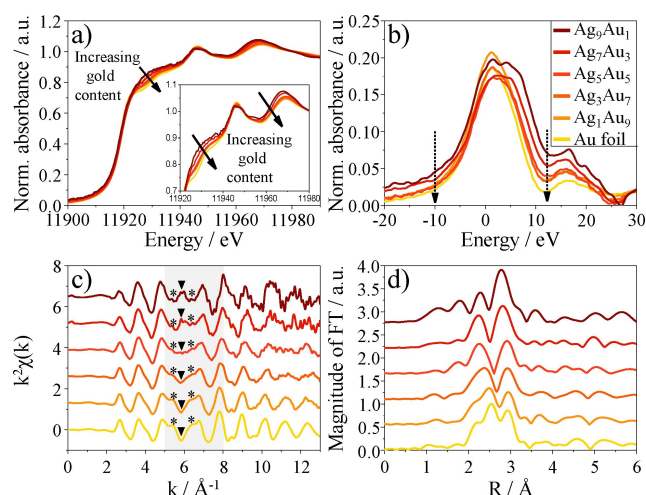 a)
Norm. absorbance / a.u.
1.2
1.0
0.8
0.6
0.4
0.2
0.0
Increasing
gold
content
1.1
1.0
0.9
0.8
0.7
Increasing
gold
content
11920 11940 11960 11980
11900 11920 11940 11960 11980
Energy / eV
b)
Norm. absorbance / a.u.
0.25
0.20
0.15
0.10
0.05
0.00
Ag₉Au₁
Ag₇Au₃
Ag₅Au₅
Ag₃Au₇
Ag₁Au₉
Au foil
-20 -10 0 10 20 30
Energy / eV
c)
k²χ(k)
8
6
4
2
0
* *
* *
* *
* *
* *
* *
0 2 4 6 8 10 12
k / Å⁻¹
d)
Magnitude of FT / a.u.
4.0
3.5
3.0
2.5
2.0
1.5
1.0
0.5
0.0
0 1 2 3 4 5 6
R / Å